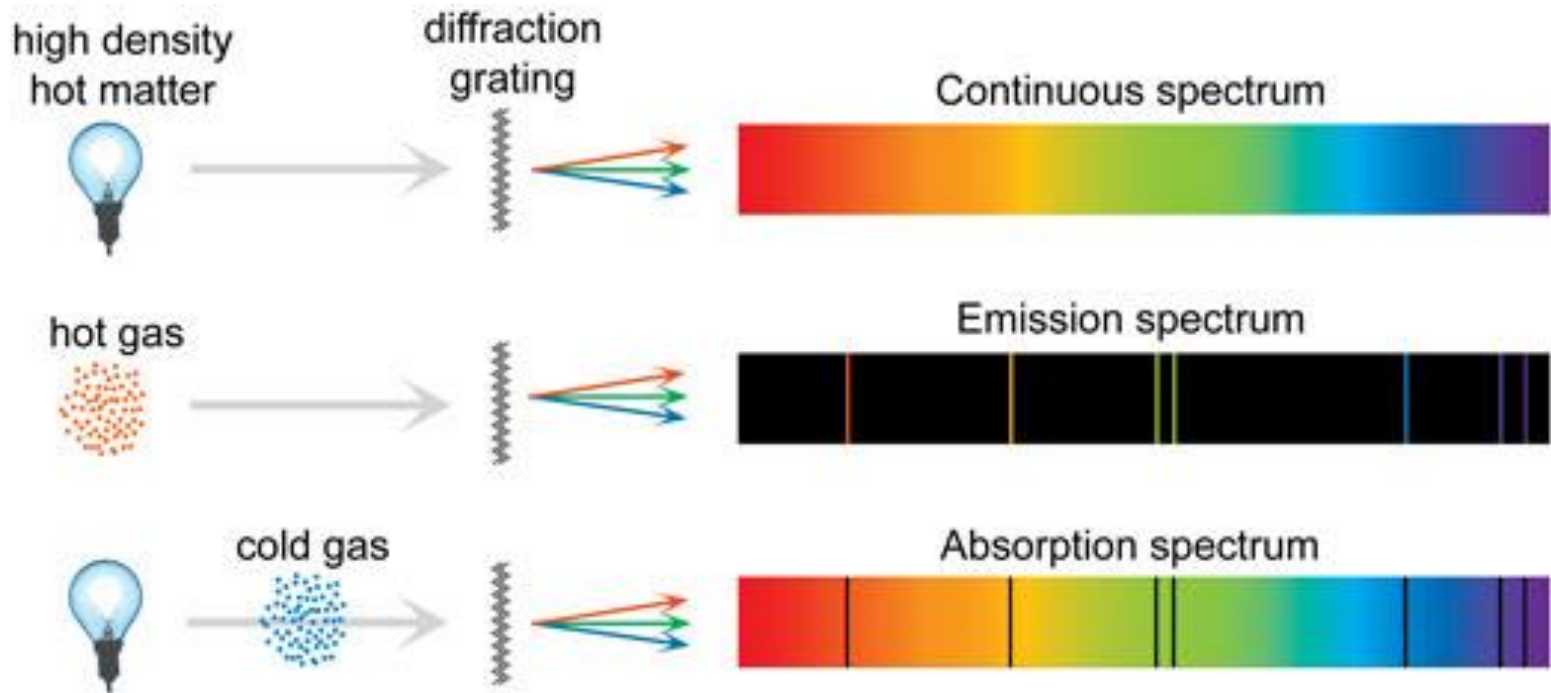 high density
hot matter
diffraction
grating
Continuous spectrum
hot gas
Emission spectrum
cold gas
Absorption spectrum